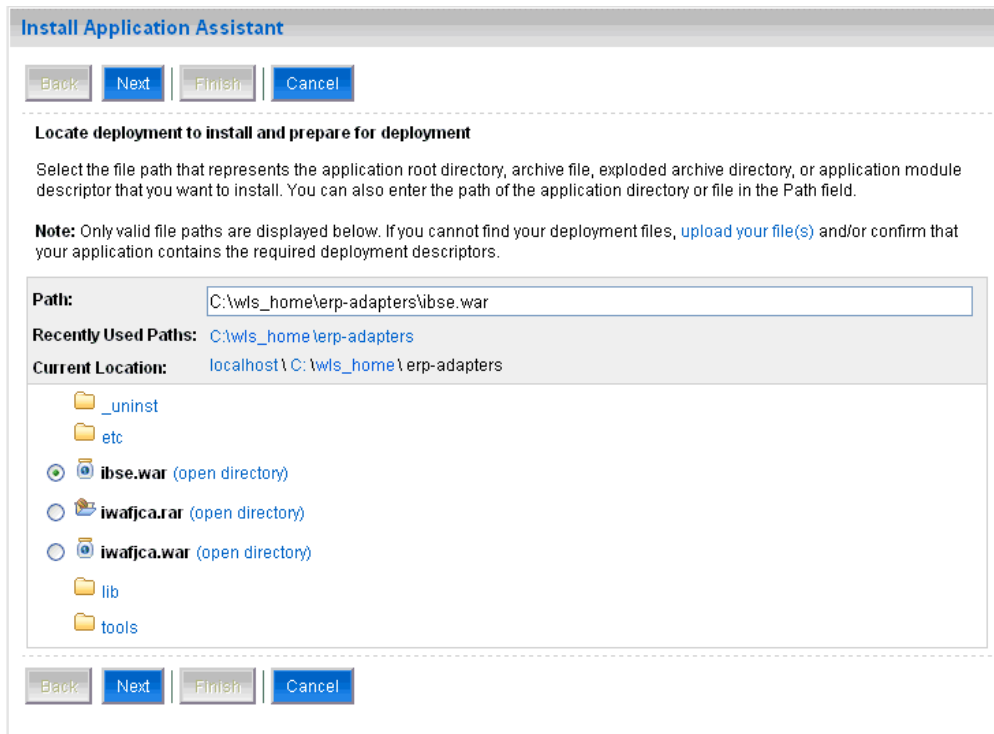 Install Application Assistant
Back Next Finish Cancel
Locate deployment to install and prepare for deployment
Select the file path that represents the application root directory, archive file, exploded archive directory, or application module
descriptor that you want to install. You can also enter the path of the application directory or file in the Path field.
Note: Only valid file paths are displayed below. If you cannot find your deployment files, upload your file(s) and/or confirm that
your application contains the required deployment descriptors.
Path: C:\wls_home\erp-adapters\ibse.war
Recently Used Paths: C:\wls_home\erp-adapters
Current Location: localhost \ C: \wls_home \ erp-adapters
_uninst
etc
ibse.war (open directory)
iwafjca.rar (open directory)
iwafjca.war (open directory)
lib
tools
Back Next Finish Cancel